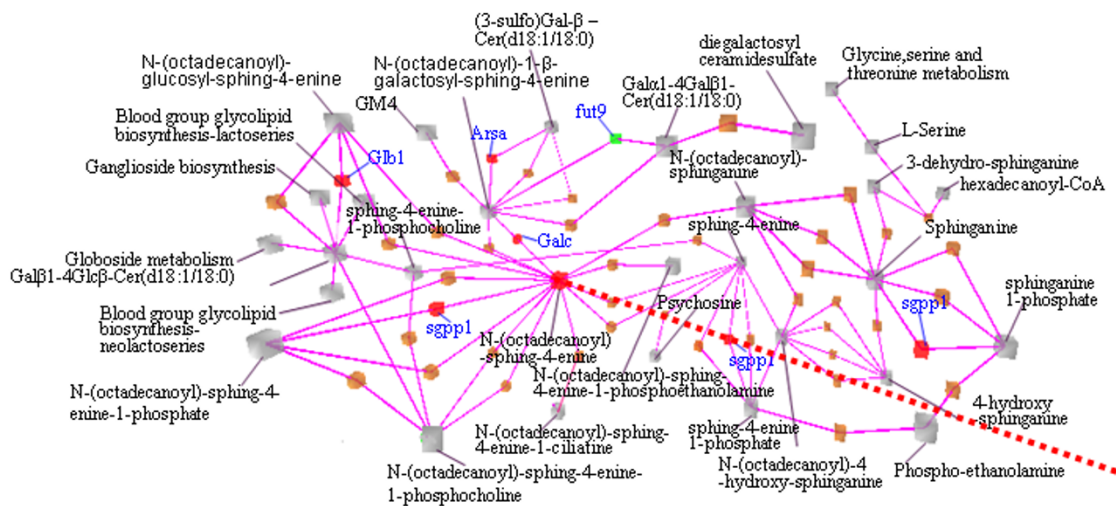 (3-sulfo)Gal-β –
Cer(d18:1/18:0)
N-(octadecanoyl)-
glucosyl-sphing-4-enine
N-(octadecanoyl)-1-β-
galactosyl-sphing-4-enine
diegalactosyl
ceramidesulfate
Glycine,serine and
threonine metabolism
Galα1-4Galβ1-
Cer(d18:1/18:0)
GM4
fut9
Blood group glycolipid
biosynthesis-lactoseries
Arsa
L-Serine
Glb1
Ganglioside biosynthesis
N-(octadecanoyl)-
sphinganine
3-dehydro-sphinganine
hexadecanoyl-CoA
sphing-4-enine-
1-phosphocholine
sphing-4-enine
Sphinganine
Galc
Globoside metabolism
Galβ1-4Glcβ-Cer(d18:1/18:0)
sphinganine
1-phosphate
Psychosine
sgpp1
Blood group glycolipid
biosynfhesis-
neolactoseries
sgpp1
N-(octadecanoyl)
-sphing-4-enine
sgpp1
N-(octadecanoyl)-sphing-
4-enine-1-phosphoethanolamine
N-(octadecanoyl)-sphing-4
enine-1-phosphate
4-hydroxy
-sphinganine
N-(octadecanoyl)-sphing-
4-enine-1-ciliatine
sphing-4-enine
1-phosphate
N-(octadecanoyl)-4
-hydroxy-sphinganine
Phospho-ethanolamine
N-(octadecanoyl)-sphing-4-enine-
1-phosphocholine